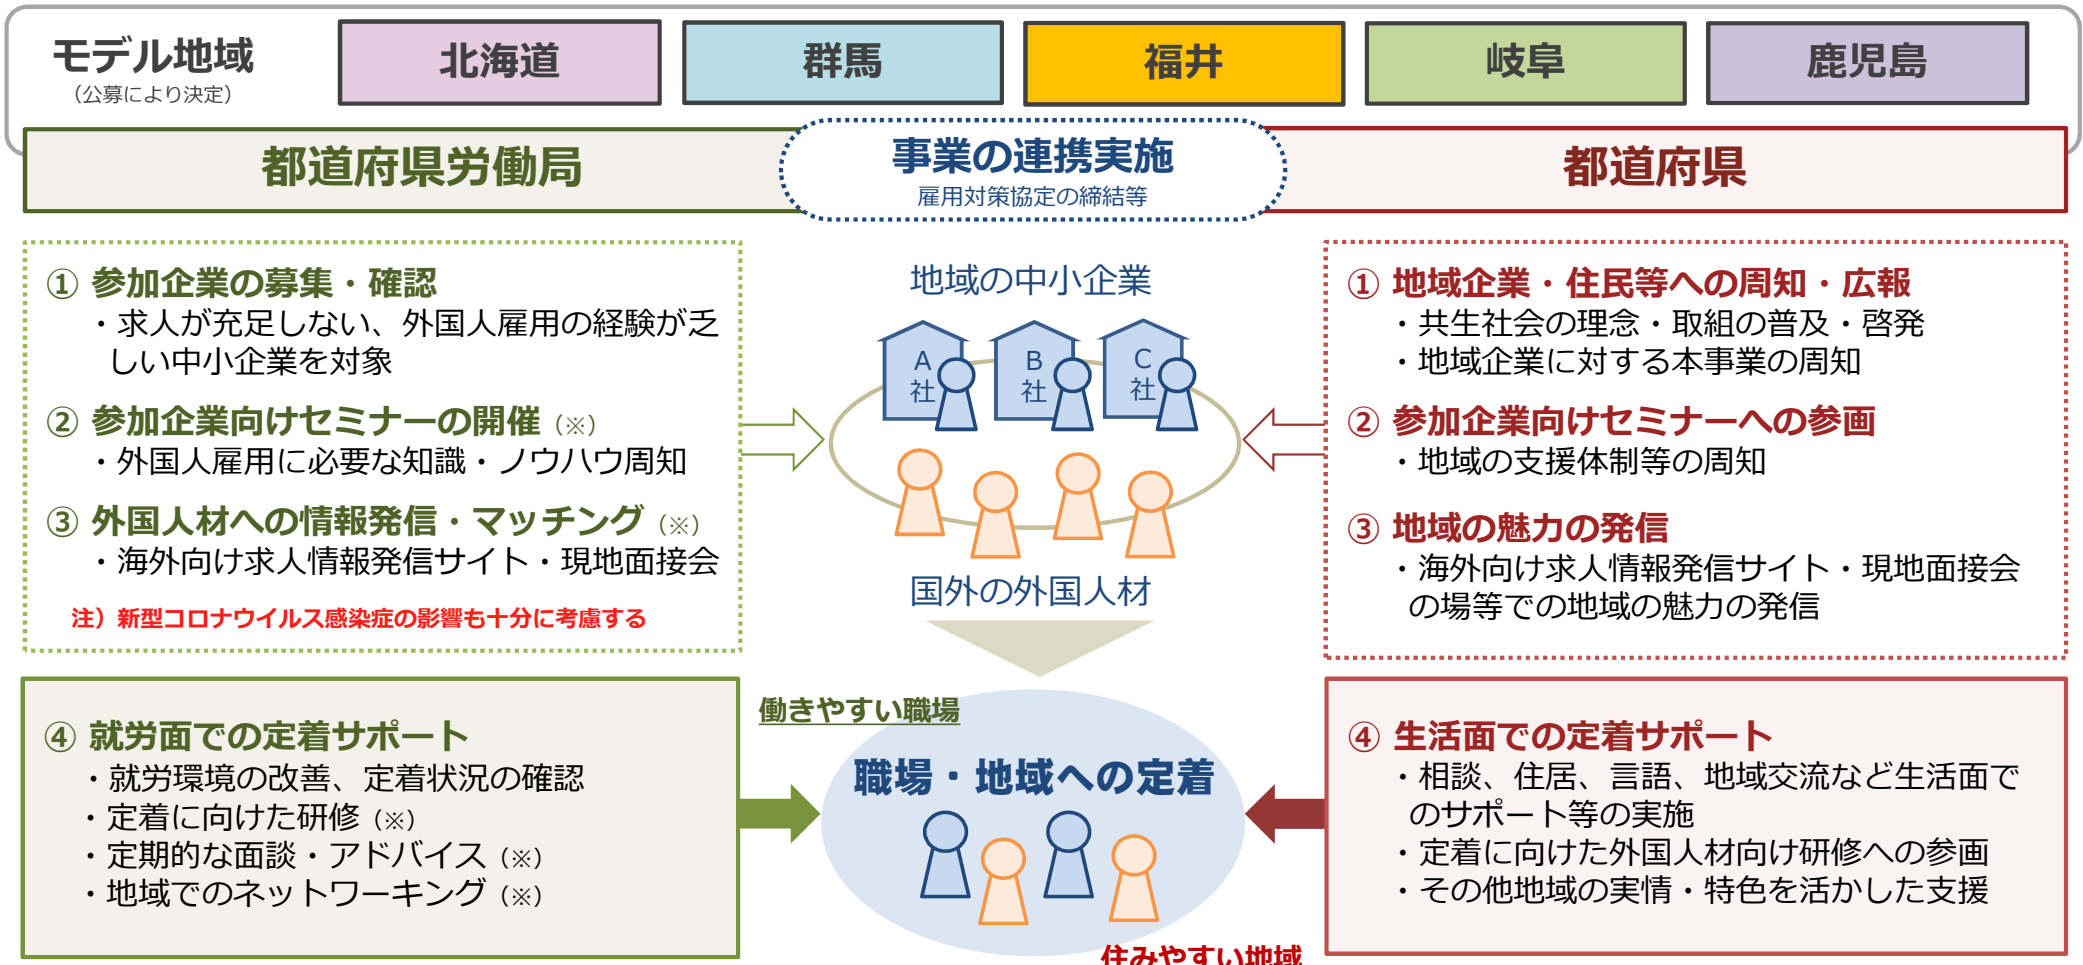 モデル地域
（公募により決定）
北海道
群馬
福井
岐阜
鹿児島
都道府県労働局
事業の連携実施
雇用対策協定の締結等
都道府県
① 参加企業の募集・確認
・求人が充足しない、外国人雇用の経験が乏
しい中小企業を対象
② 参加企業向けセミナーの開催（※）
・外国人雇用に必要な知識・ノウハウ周知
③ 外国人材への情報発信・マッチング（※）
・海外向け求人情報発信サイト・現地面接会
注）新型コロナウイルス感染症の影響も十分に考慮する
地域の中小企業
A
社
B
社
C
社
国外の外国人材
① 地域企業・住民等への周知・広報
・共生社会の理念・取組の普及・啓発
・地域企業に対する本事業の周知
② 参加企業向けセミナーへの参画
・地域の支援体制等の周知
③ 地域の魅力の発信
・海外向け求人情報発信サイト・現地面接会
の場等での地域の魅力の発信
④ 就労面での定着サポート
・就労環境の改善、定着状況の確認
・定着に向けた研修（※）
・定期的な面談・アドバイス（※）
・地域でのネットワーキング（※）
働きやすい職場
職場・地域への定着
住みやすい地域
④ 生活面での定着サポート
・相談、住居、言語、地域交流など生活面で
のサポート等の実施
・定着に向けた外国人材向け研修への参画
・その他地域の実情・特色を活かした支援